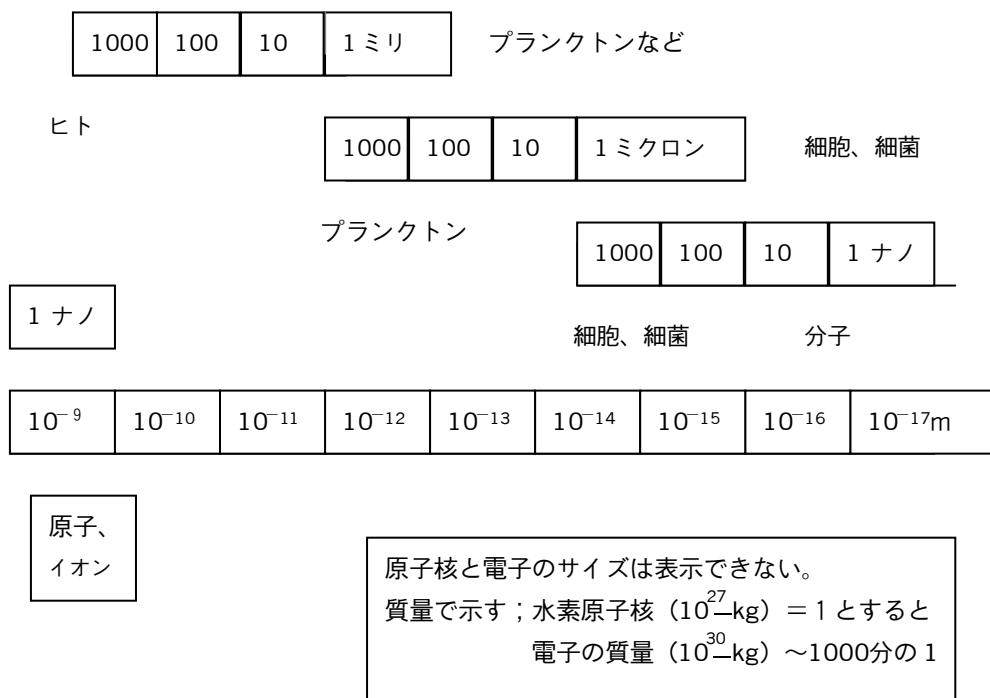 1000 100 10 1ミリ プランクトンなど
ヒト
1000 100 10 1ミクロン 細胞、細菌
プランクトン
1000 100 10 1 ナノ
1 ナノ
細胞、細菌 分子
10⁻⁹ 10⁻¹⁰ 10⁻¹¹ 10⁻¹² 10⁻¹³ 10⁻¹⁴ 10⁻¹⁵ 10⁻¹⁶ 10⁻¹⁷m
原子、
イオン
原子核と電子のサイズは表示できない。
質量で示す；水素原子核（10⁻²⁷kg）＝1とすると
電子の質量（10⁻³⁰kg）～1000分の1